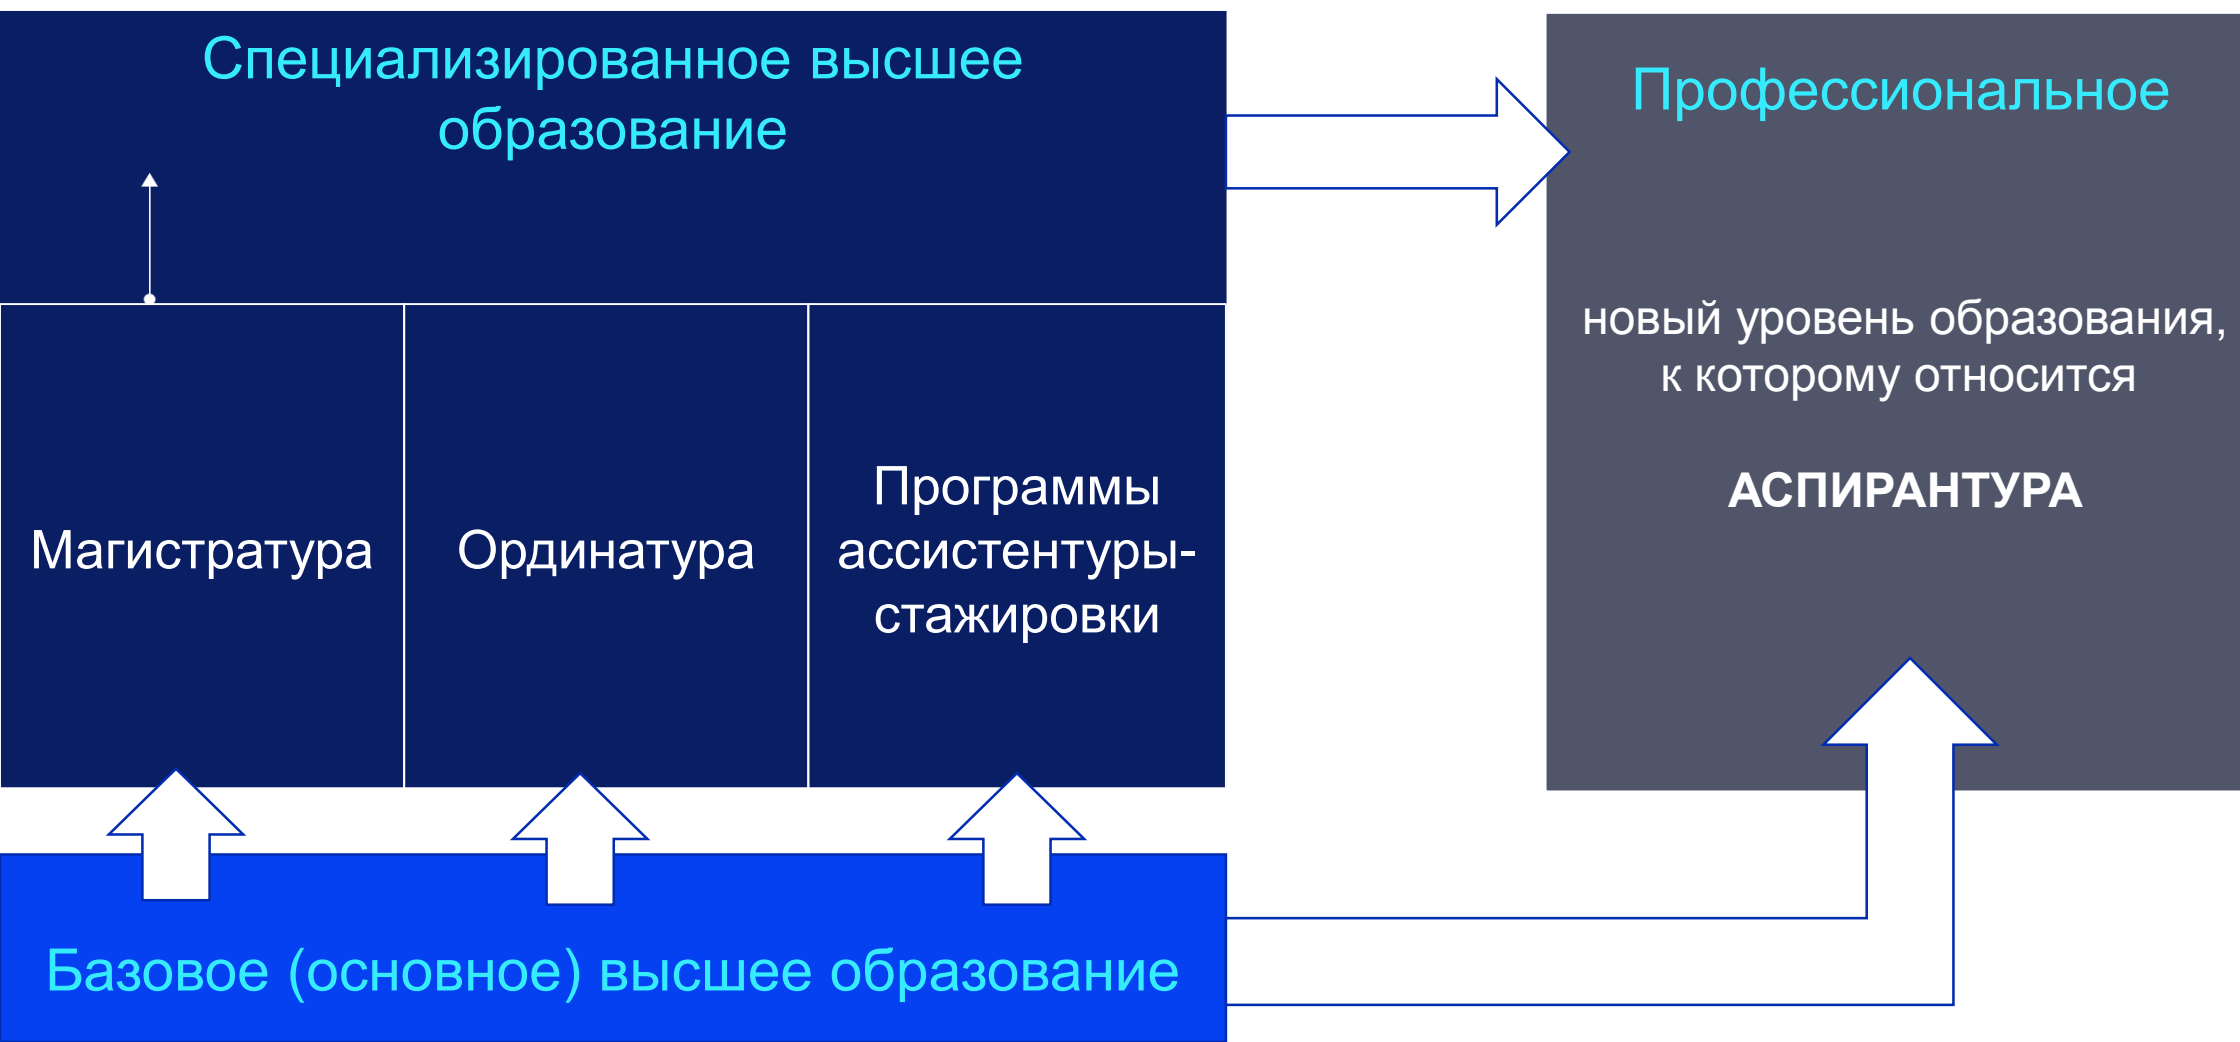 Специализированное высшее
образование
Магистратура
Ординатура
Программы
ассистентуры-
стажировки
Базовое (основное) высшее образование
Профессиональное
новый уровень образования,
к которому относится
АСПИРАНТУРА